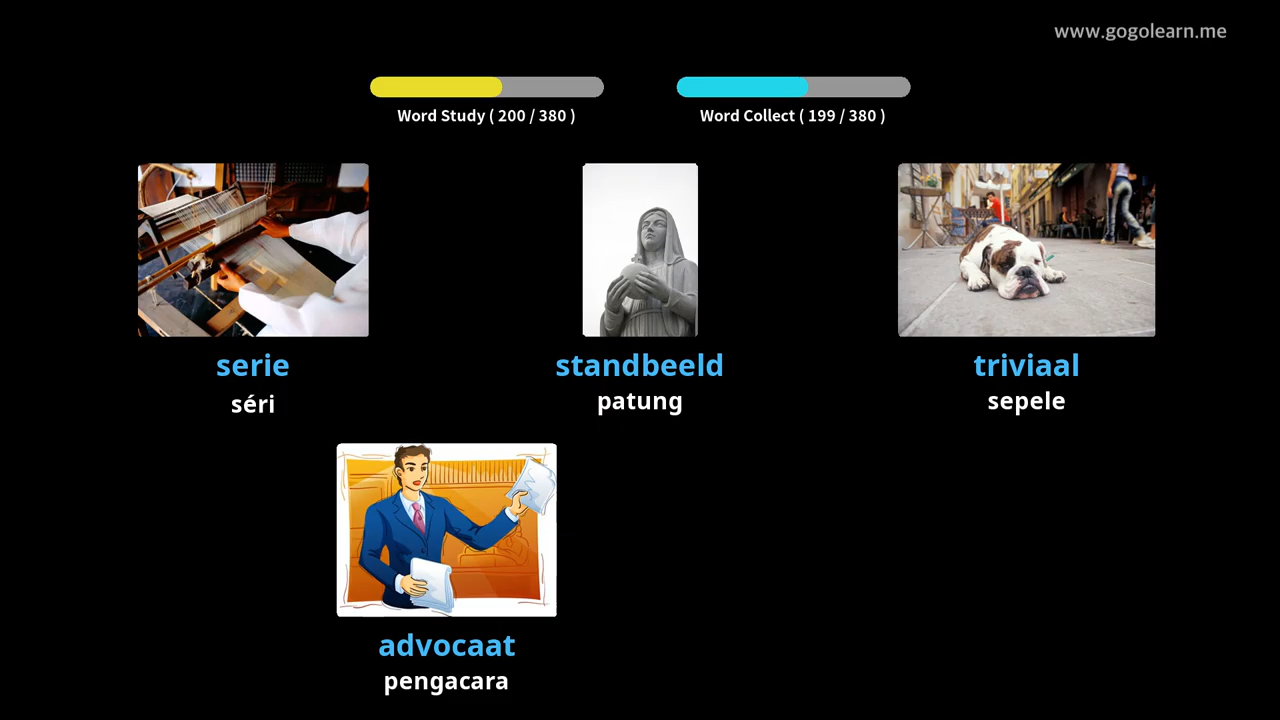 www.gogolearn.me
Word Study ( 200 / 380 )
Word Collect ( 199 / 380 )
serie
séri
standbeeld
patung
triviaal
sepele
advocaat
pengacara